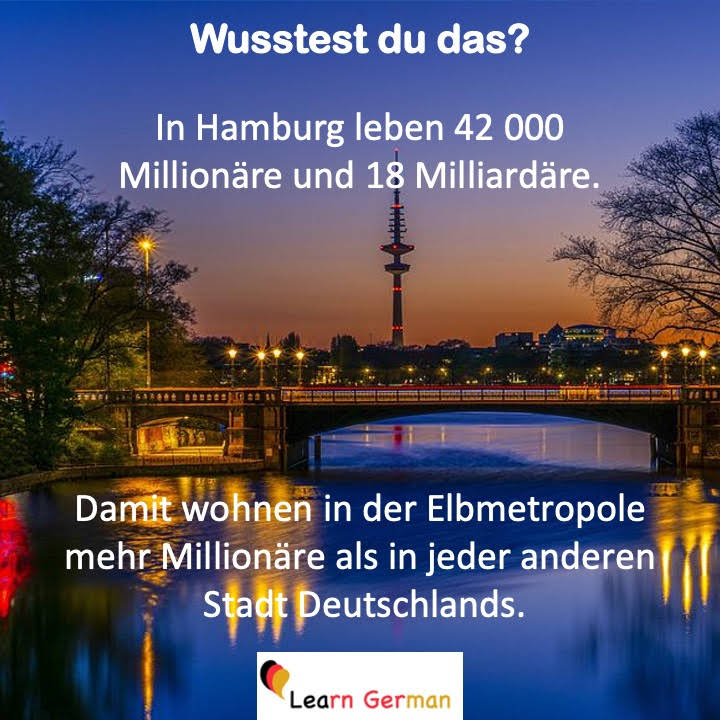 Wusstest du das?
In Hamburg leben 42 000
Millionäre und 18 Milliardäre.
Damit wohnen in der Elbmetropole
mehr Millionäre als in jeder anderen
Stadt Deutschlands.
Learn German